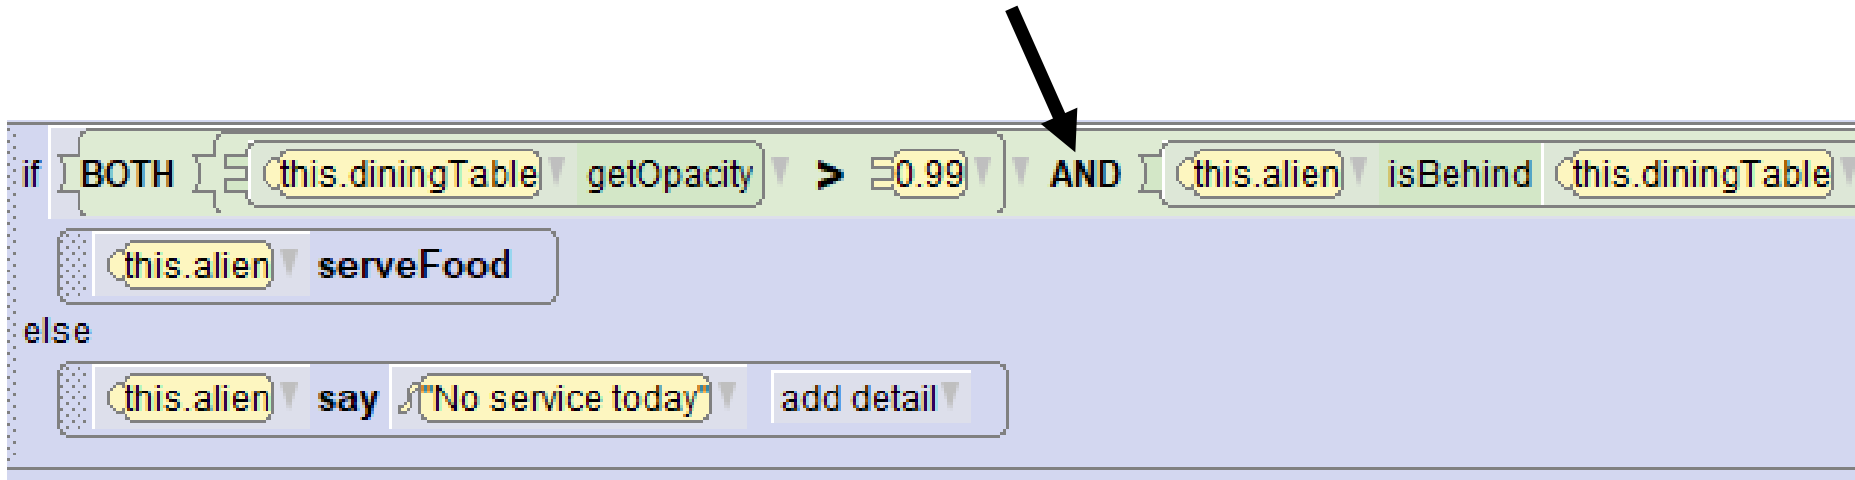 if BOTH this.diningTable getOpacity > 0.99 AND this.alien isBehind this.diningTable
this.alien serveFood
else
this.alien say "No service today" add detail